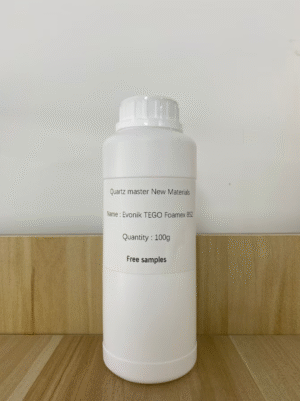 Quartz master New Materials
Name : Evonik TEGO Foamex
Quantity : 100g
Free samples